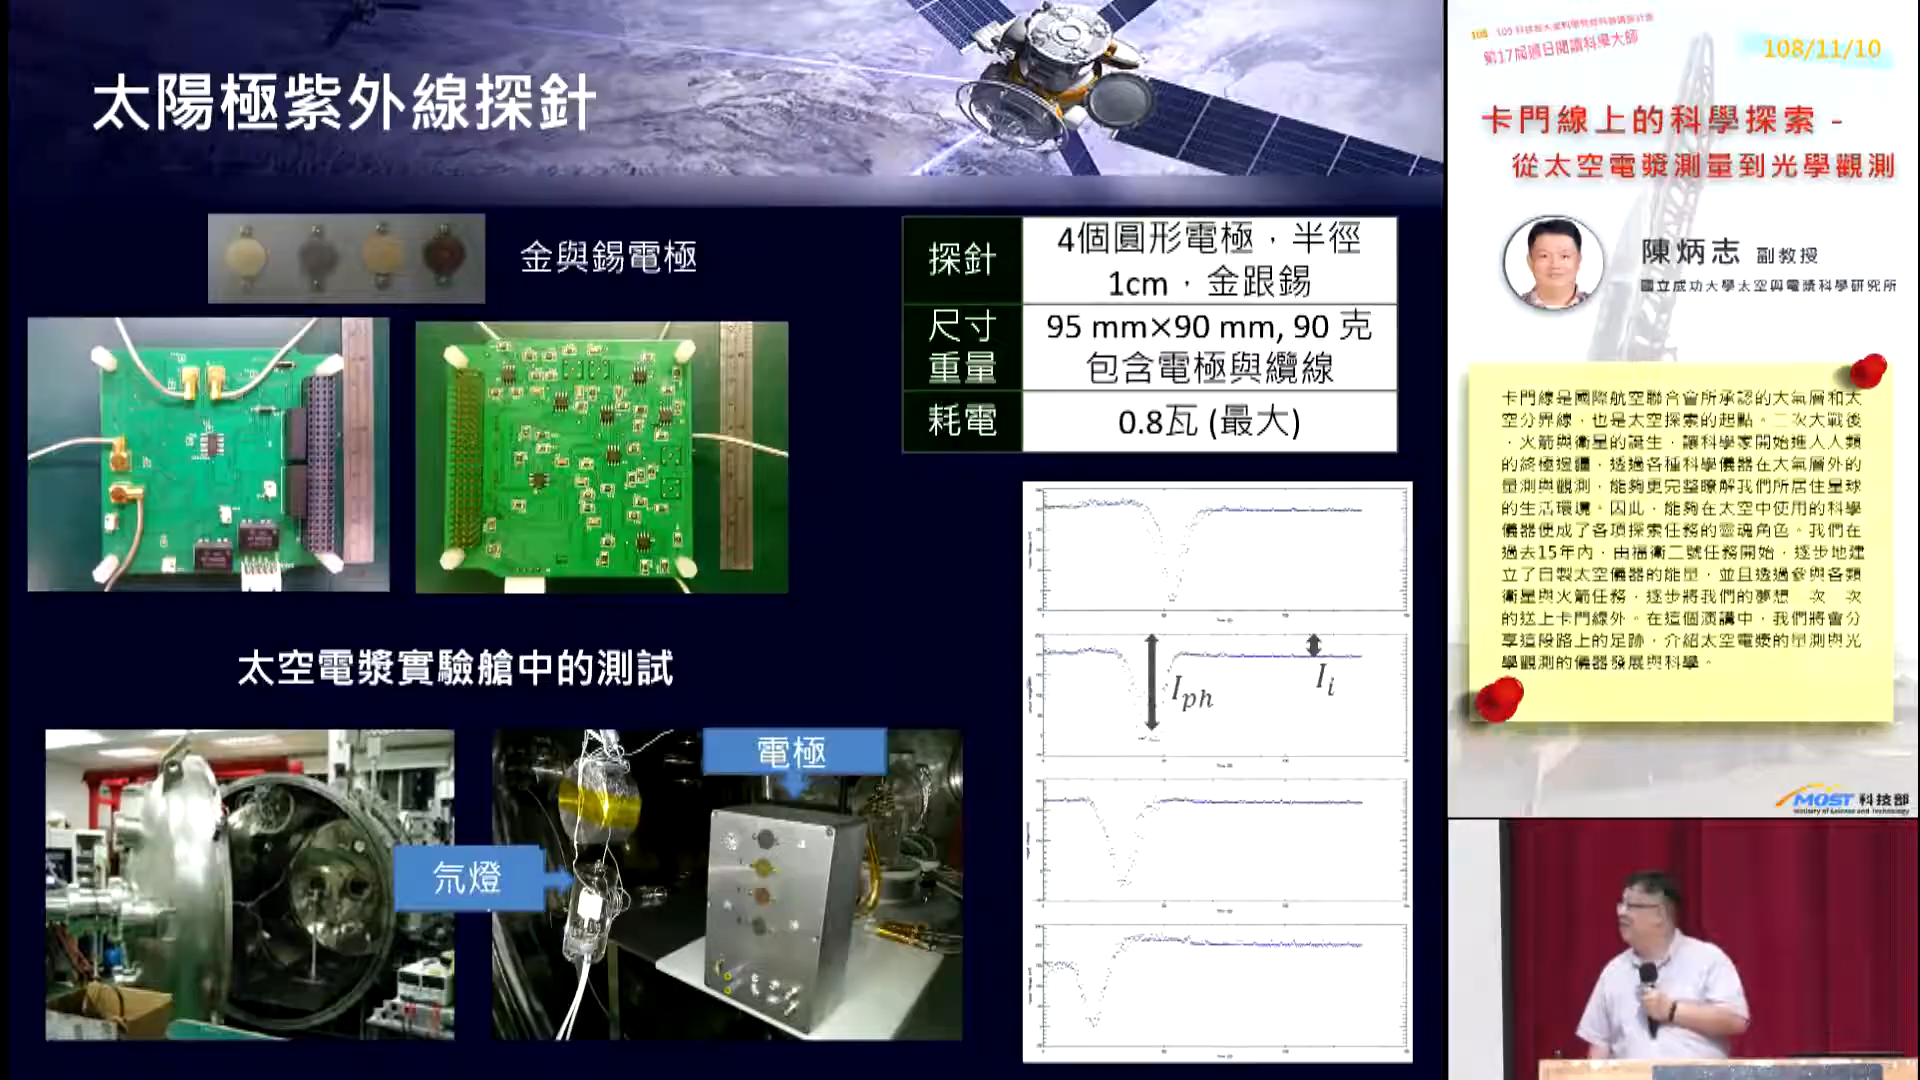 太陽極紫外線探針
金與錫電極
探針
4個圓形電極，半徑
1cm，金跟錫
尺寸
重量
95 mm×90 mm, 90 克
包含電極與纜線
耗電
0.8瓦 (最大)
太空電漿實驗艙中的測試
氘燈
電極
I_ph
I_i
第17屆週日閱讀科學大師
108/11/10
卡門線上的科學探索 -
從太空電漿測量到光學觀測
陳炳志 副教授
國立成功大學太空與電漿科學研究所
卡門線是國際航空聯合會所承認的大氣層和太
空分界線，也是太空探索的起點。二次大戰後
，火箭與衛星的誕生，讓科學家開始進入人類
的終極邊疆，透過各種科學儀器在大氣層外的
量測與觀測，能夠更完整瞭解我們所居住星球
的生活環境。因此，能夠在太空中使用的科學
儀器便成了各項探索任務的靈魂角色。我們在
過去15年內，由福衛二號任務開始，逐步地建
立了自製太空儀器的能量，並且透過參與各類
衛星與火箭任務，逐步將我們的夢想一次一次
的送上卡門線外。在這個演講中，我們將會分
享這段路上的足跡，介紹太空電漿的量測與光
學觀測的儀器發展與科學。
MOST 科技部
Ministry of Science and Technology